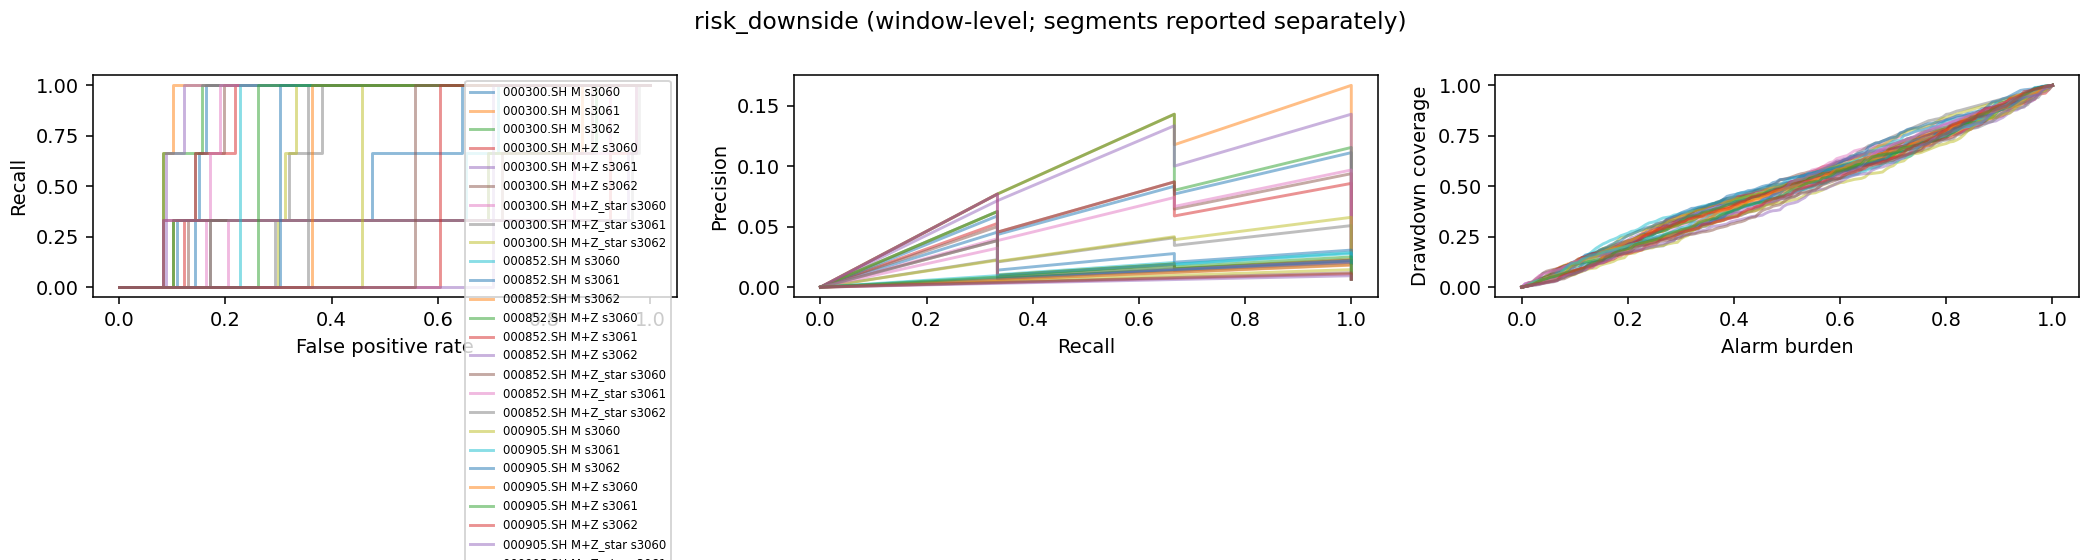 risk_downside (window-level; segments reported separately)
1.00
0.75
0.50
0.25
0.00
Recall
0.0
0.2
0.4
0.6
0.8
1.0
False positive rate
000300.SH M s3060
000300.SH M s3061
000300.SH M s3062
000300.SH M+Z s3060
000300.SH M+Z s3061
000300.SH M+Z s3062
000300.SH M+Z_star s3060
000300.SH M+Z_star s3061
000300.SH M+Z_star s3062
000852.SH M s3060
000852.SH M s3061
000852.SH M s3062
000852.SH M+Z s3060
000852.SH M+Z s3061
000852.SH M+Z s3062
000852.SH M+Z_star s3060
000852.SH M+Z_star s3061
000852.SH M+Z_star s3062
000905.SH M s3060
000905.SH M s3061
000905.SH M s3062
000905.SH M+Z s3060
000905.SH M+Z s3061
000905.SH M+Z s3062
000905.SH M+Z_star s3060
0.15
0.10
0.05
0.00
Precision
0.0
0.2
0.4
0.6
0.8
1.0
Recall
1.00
0.75
0.50
0.25
0.00
Drawdown coverage
0.0
0.2
0.4
0.6
0.8
1.0
Alarm burden